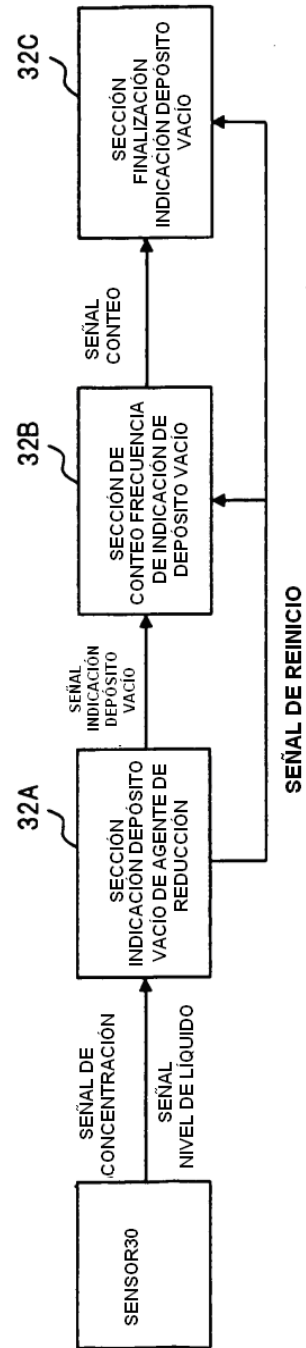 SENSOR30
SEÑAL DE
CONCENTRACIÓN
SEÑAL
NIVEL DE LÍQUIDO
32A
SECCIÓN
INDICACIÓN DEPÓSITO
VACÍO DE AGENTE DE
REDUCCIÓN
SEÑAL
INDICACIÓN
DEPÓSITO
VACÍO
32B
SECCIÓN DE
CONTEO FRECUENCIA
DE INDICACIÓN DE
DEPÓSITO VACÍO
SEÑAL
CONTEO
32C
SECCIÓN
FINALIZACIÓN
INDICACIÓN DEPÓSITO
VACÍO
SEÑAL DE REINICIO